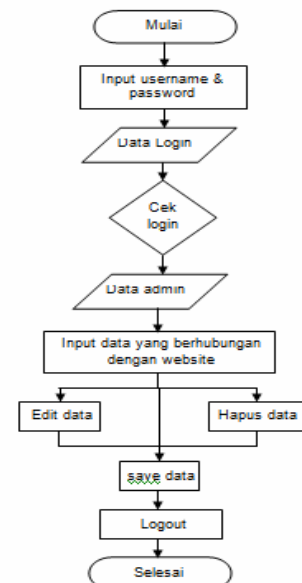 Mulai
Input username &
password
Data Login
Cek
login
Data admin
Input data yang berhubungan
dengan website
Edit data
Hapus data
save data
Logout
Selesai